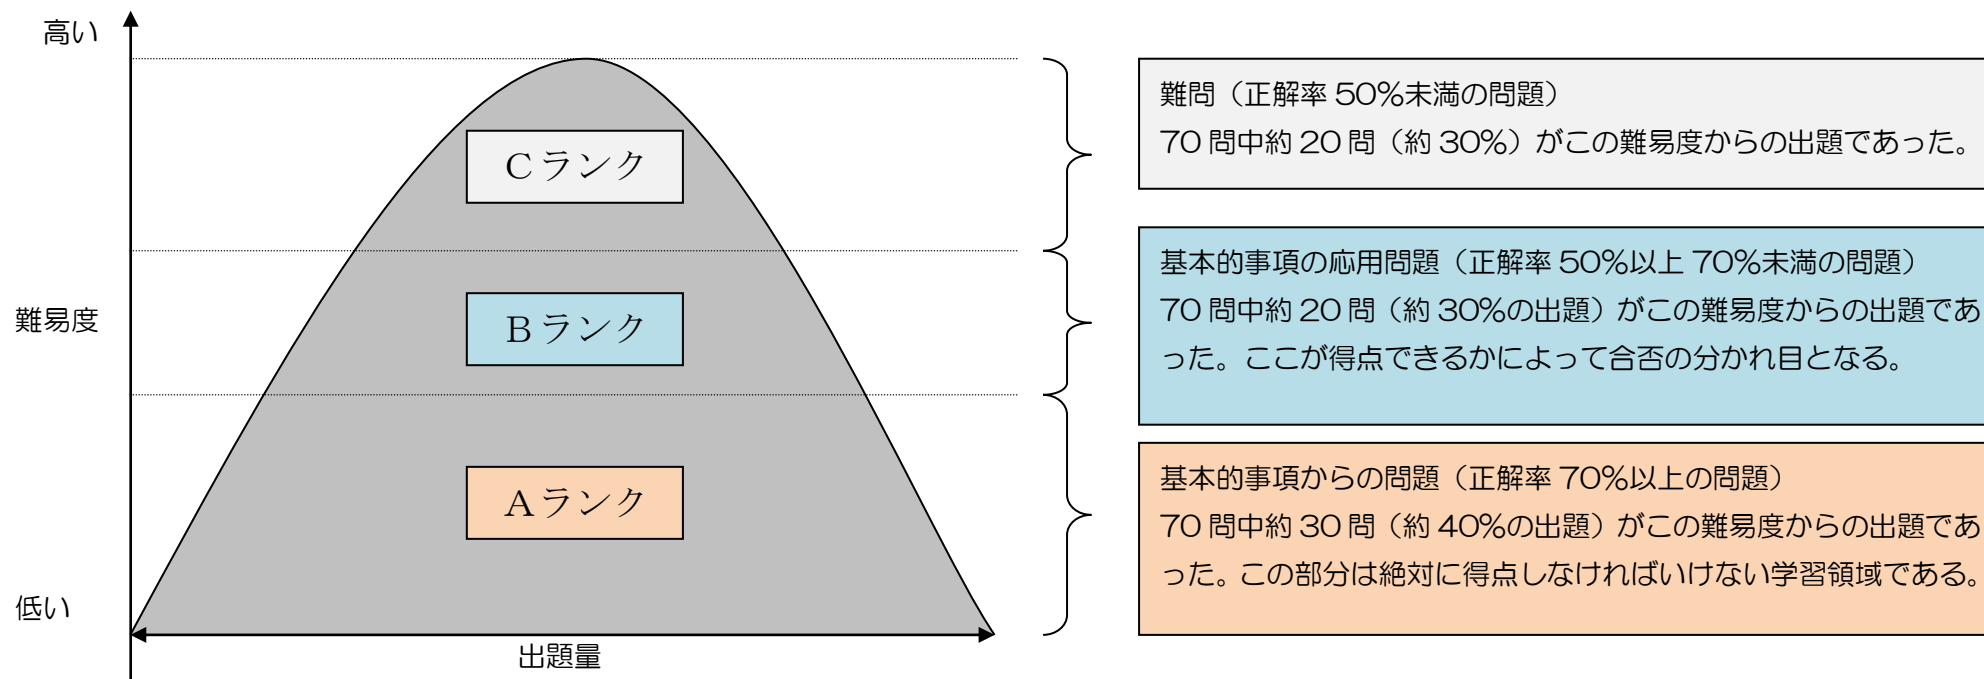 高い
難易度
低い
Cランク
Bランク
Aランク
出題量
難問（正解率 50%未満の問題）
70 問中約 20 問（約 30%）がこの難易度からの出題であった。
基本的事項の応用問題（正解率 50%以上 70%未満の問題）
70 問中約 20 問（約 30%の出題）がこの難易度からの出題であ
った。ここが得点できるかによって合否の分かれ目となる。
基本的事項からの問題（正解率 70%以上の問題）
70 問中約 30 問（約 40%の出題）がこの難易度からの出題であ
った。この部分は絶対に得点しなければいけない学習領域である。